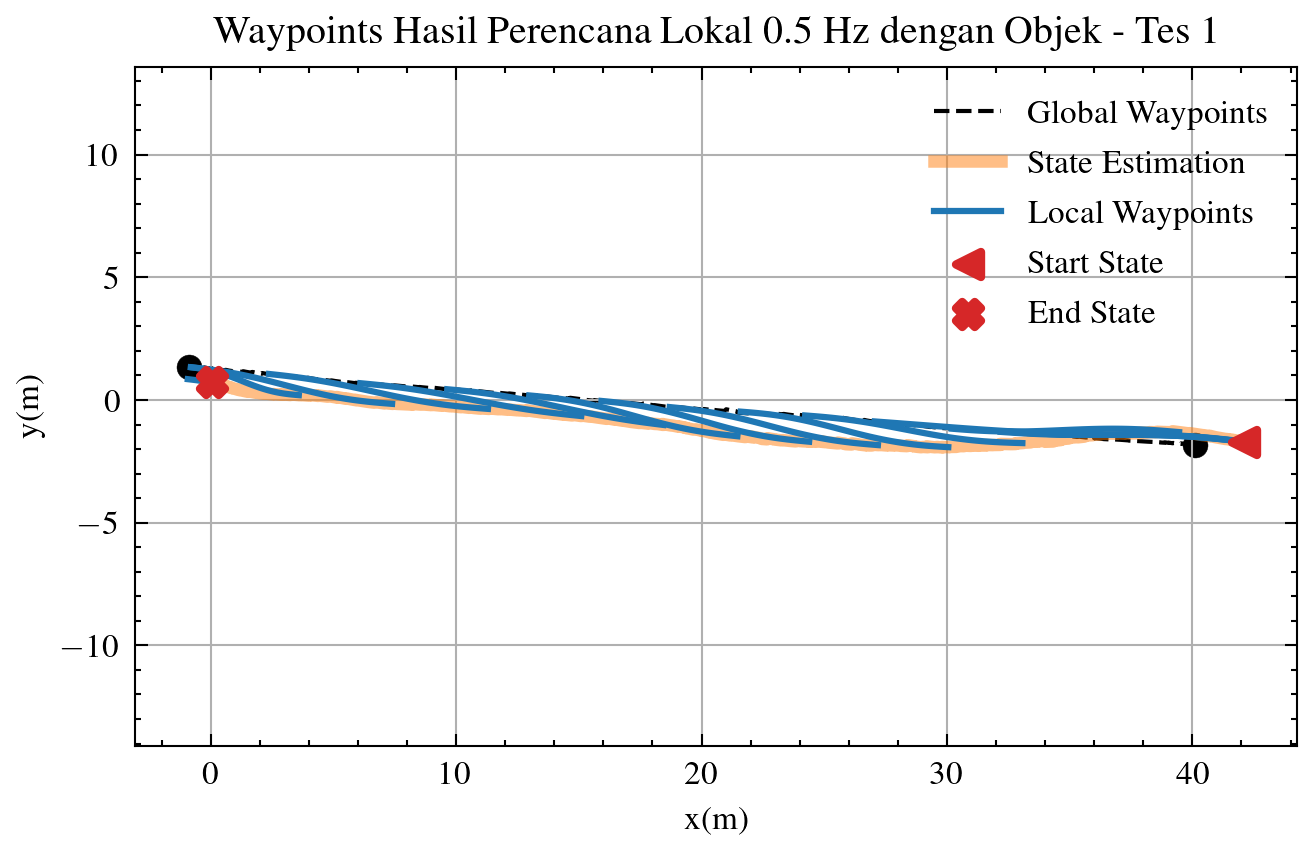 Waypoints Hasil Perencana Lokal 0.5 Hz dengan Objek - Tes 1
Global Waypoints
State Estimation
Local Waypoints
Start State
End State
10
5
0
−5
−10
y(m)
0
10
20
30
40
x(m)